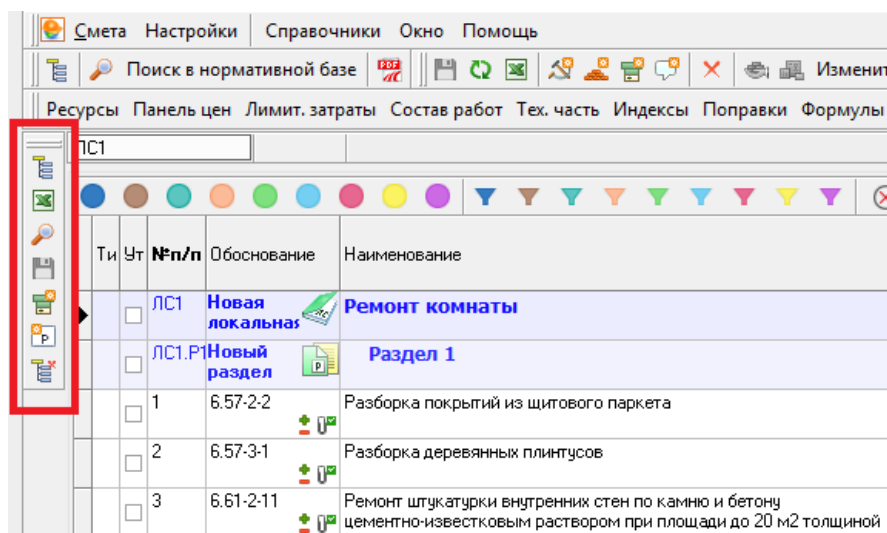 Смета Настройки Справочники Окно Помощь
Поиск в нормативной базе PDF Изменит
Ресурсы Панель цен Лимит. затраты Состав работ Тех. часть Индексы Поправки Формулы
ЛС1
Ти Ут №п/п Обоснование Наименование
ЛС1 Новая локальная Ремонт комнаты
ЛС1.Р1 Новый раздел Р Раздел 1
1 6.57-2-2 Разборка покрытий из щитового паркета
2 6.57-3-1 Разборка деревянных плинтусов
3 6.61-2-11 Ремонт штукатурки внутренних стен по камню и бетону
цементно-известковым раствором при площади до 20 м2 толщиной